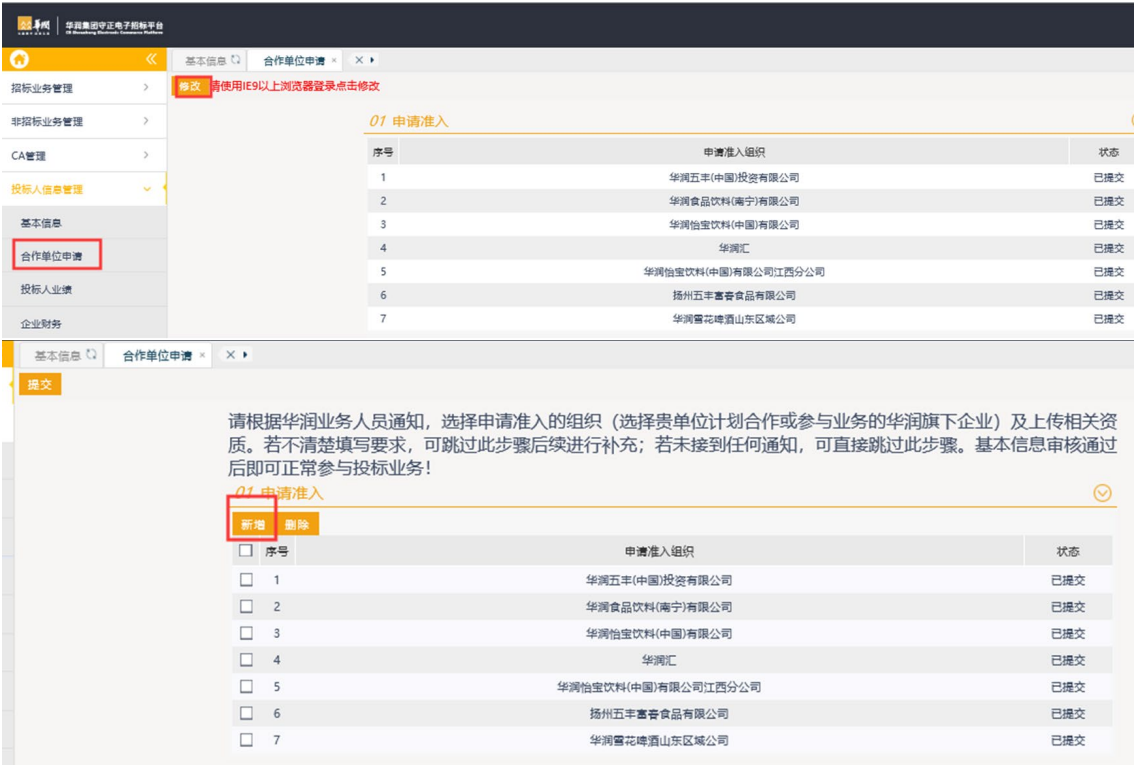 华润 华润集团守正电子招标平台
CR Shouzheng Electronic Commerce Platform
基本信息 合作单位申请 × × ▸
招标业务管理
修改 请使用IE9以上浏览器登录点击修改
非招标业务管理
CA管理
投标人信息管理
基本信息
合作单位申请
投标人业绩
企业财务
01 申请准入
序号 申请准入组织 状态
1 华润五丰(中国)投资有限公司 已提交
2 华润食品饮料(南宁)有限公司 已提交
3 华润怡宝饮料(中国)有限公司 已提交
4 华润汇 已提交
5 华润怡宝饮料(中国)有限公司江西分公司 已提交
6 扬州五丰富春食品有限公司 已提交
7 华润雪花啤酒山东区域公司 已提交
基本信息 合作单位申请 × × ▸
提交
请根据华润业务人员通知，选择申请准入的组织（选择贵单位计划合作或参与业务的华润旗下企业）及上传相关资
质。若不清楚填写要求，可跳过此步骤后续进行补充；若未接到任何通知，可直接跳过此步骤。基本信息审核通过
后即可正常参与投标业务！
01 申请准入
新增 删除
序号 申请准入组织 状态
1 华润五丰(中国)投资有限公司 已提交
2 华润食品饮料(南宁)有限公司 已提交
3 华润怡宝饮料(中国)有限公司 已提交
4 华润汇 已提交
5 华润怡宝饮料(中国)有限公司江西分公司 已提交
6 扬州五丰富春食品有限公司 已提交
7 华润雪花啤酒山东区域公司 已提交